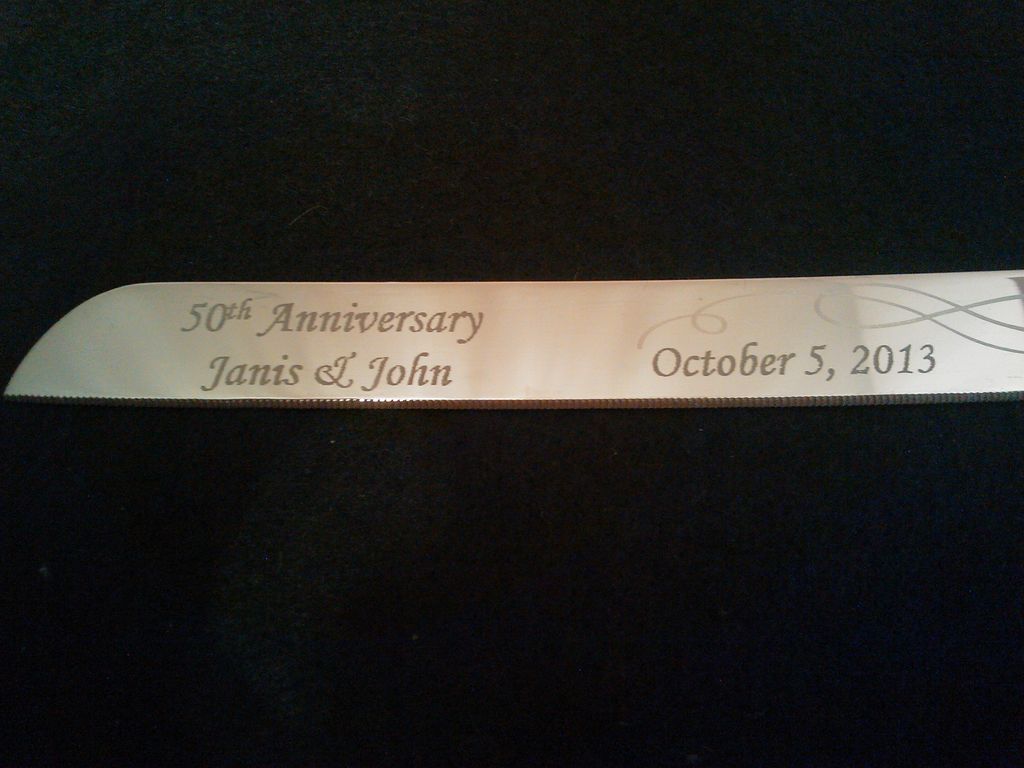 50th Anniversary
Janis & John
October 5, 2013